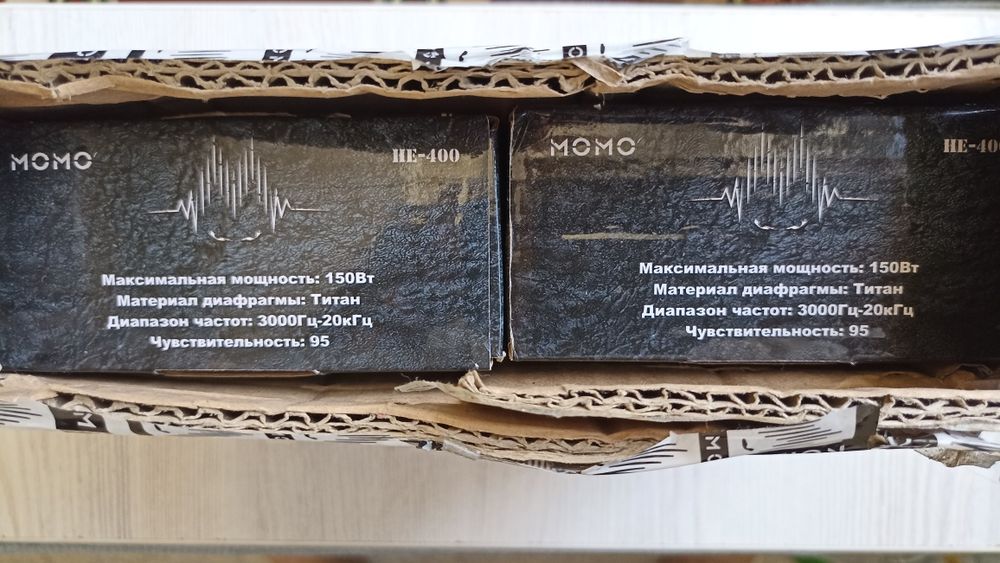 MOMO
HE-400
Максимальная мощность: 150Вт
Материал диафрагмы: Титан
Диапазон частот: 3000Гц-20кГц
Чувствительность: 95
MOMO
HE-40
Максимальная мощность: 150Вт
Материал диафрагмы: Титан
Диапазон частот: 3000Гц-20кГц
Чувствительность: 95